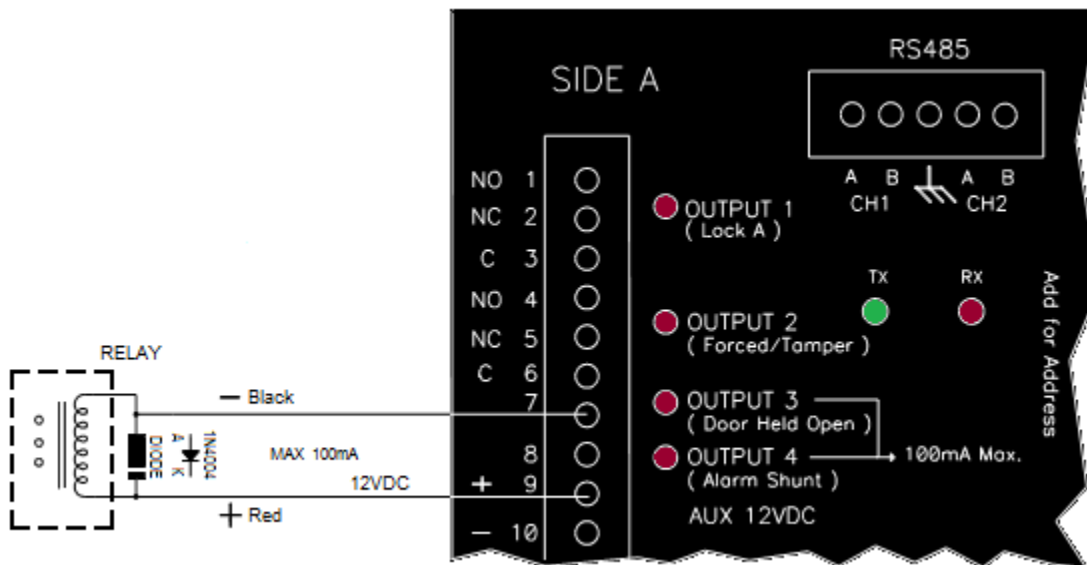 RS485
SIDE A
A B A B
CH1 CH2
NO 1
NC 2
C 3
NO 4
NC 5
C 6
7
8
+ 9
− 10
OUTPUT 1
( Lock A )
TX RX
OUTPUT 2
( Forced/Tamper )
OUTPUT 3
( Door Held Open )
OUTPUT 4
( Alarm Shunt )
100mA Max.
AUX 12VDC
Add for Address
RELAY
− Black
DIODE
A K
1N4004
MAX 100mA
12VDC
+ Red